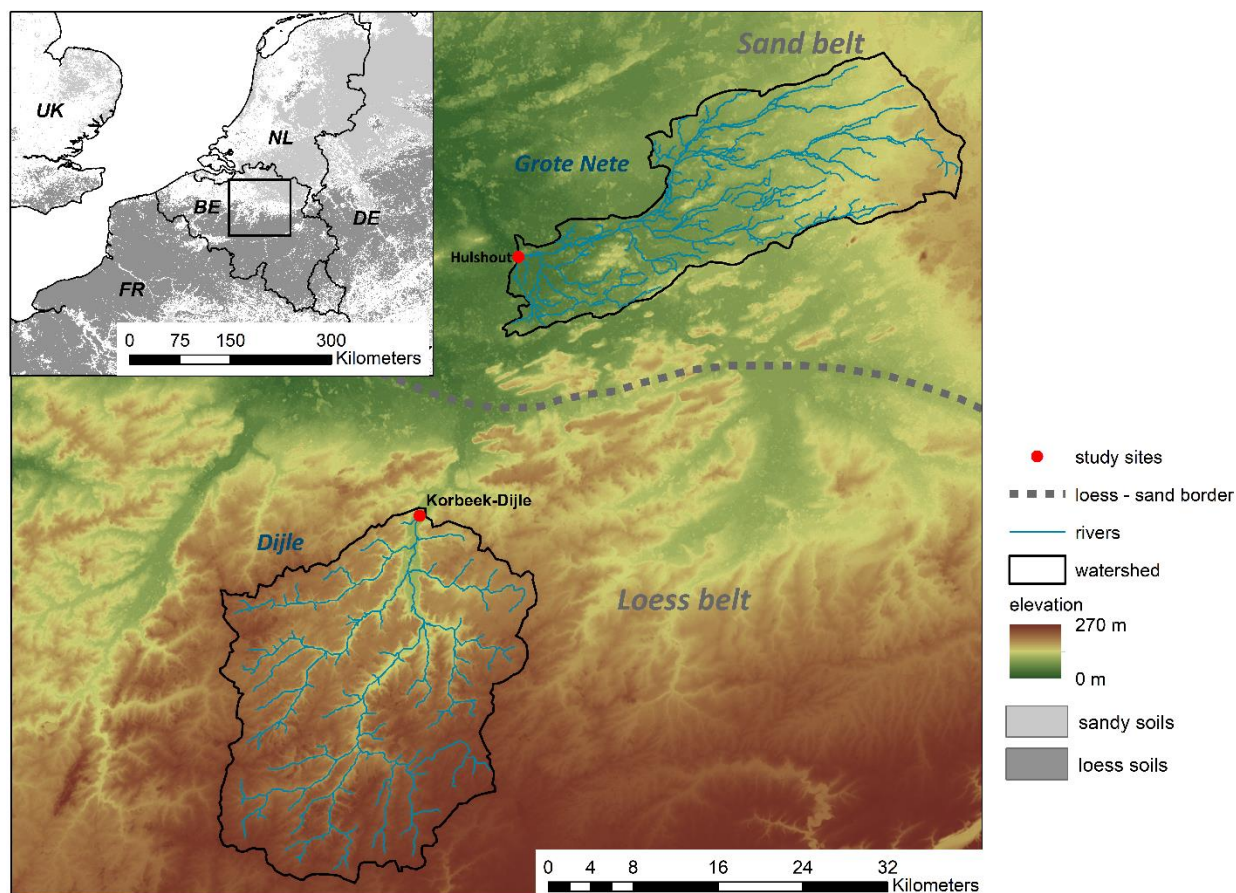 UK
NL
BE
DE
FR
0 75 150 300
Kilometers
Sand belt
Grote Nete
Hulshout
Korbeek-Dijle
Dijle
Loess belt
0 4 8 16 24 32
Kilometers
study sites
loess - sand border
rivers
watershed
elevation
270 m
0 m
sandy soils
loess soils